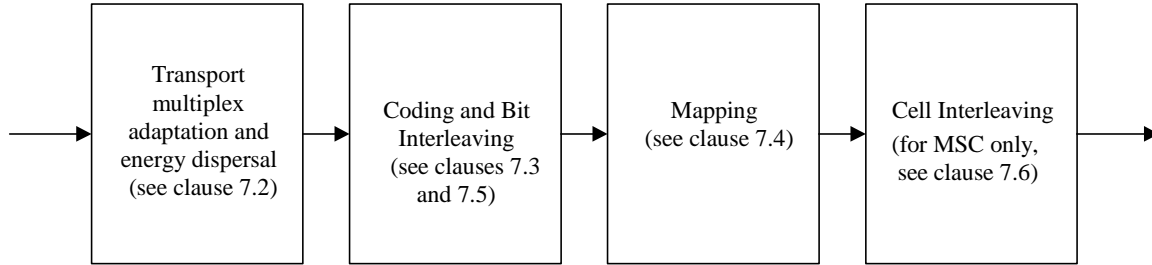 Transport
multiplex
adaptation and
energy dispersal
(see clause 7.2)
Coding and Bit
Interleaving
(see clauses 7.3
and 7.5)
Mapping
(see clause 7.4)
Cell Interleaving
(for MSC only,
see clause 7.6)